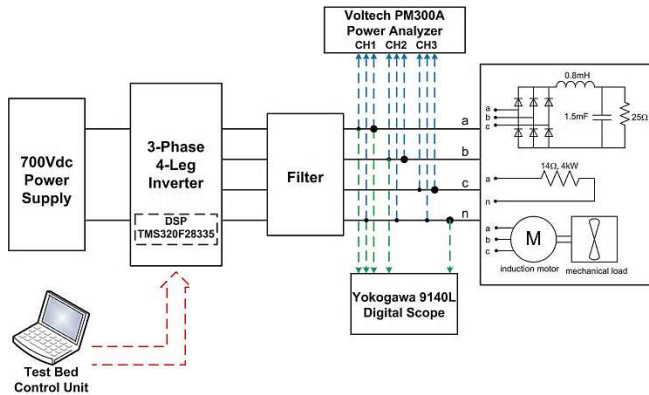 Voltech PM300A
Power Analyzer
CH1 CH2 CH3
700Vdc
Power
Supply
3-Phase
4-Leg
Inverter
DSP
TMS320F28335
Filter
a
b
c
n
Yokogawa 9140L
Digital Scope
Test Bed
Control Unit
0.8mH
a
b
c
1.5mF
25Ω
14Ω, 4kW
a
n
a
b
c
M
induction motor
mechanical load